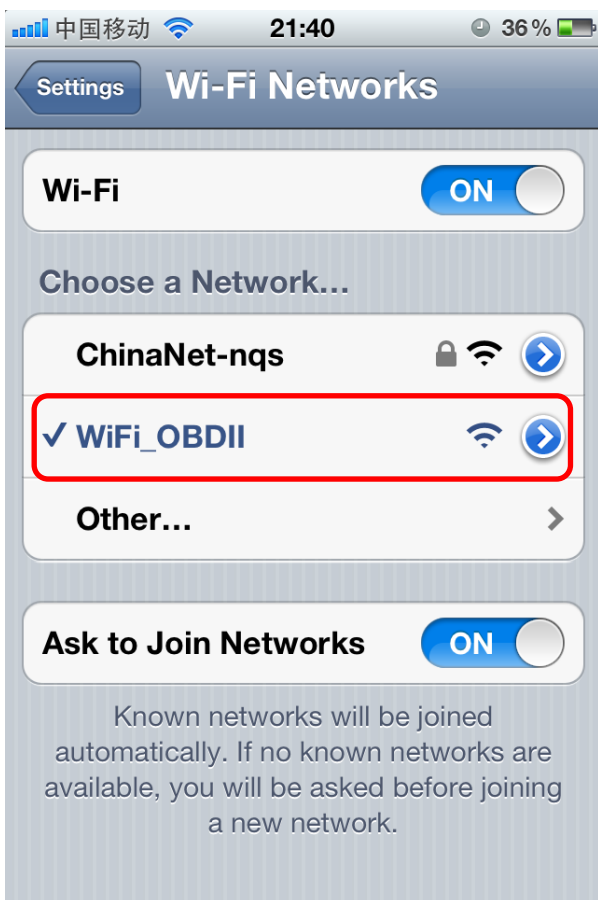 中国移动 21:40 36%
Settings Wi-Fi Networks
Wi-Fi ON
Choose a Network...
ChinaNet-nqs
✓ WiFi_OBDII
Other...
Ask to Join Networks ON
Known networks will be joined
automatically. If no known networks are
available, you will be asked before joining
a new network.